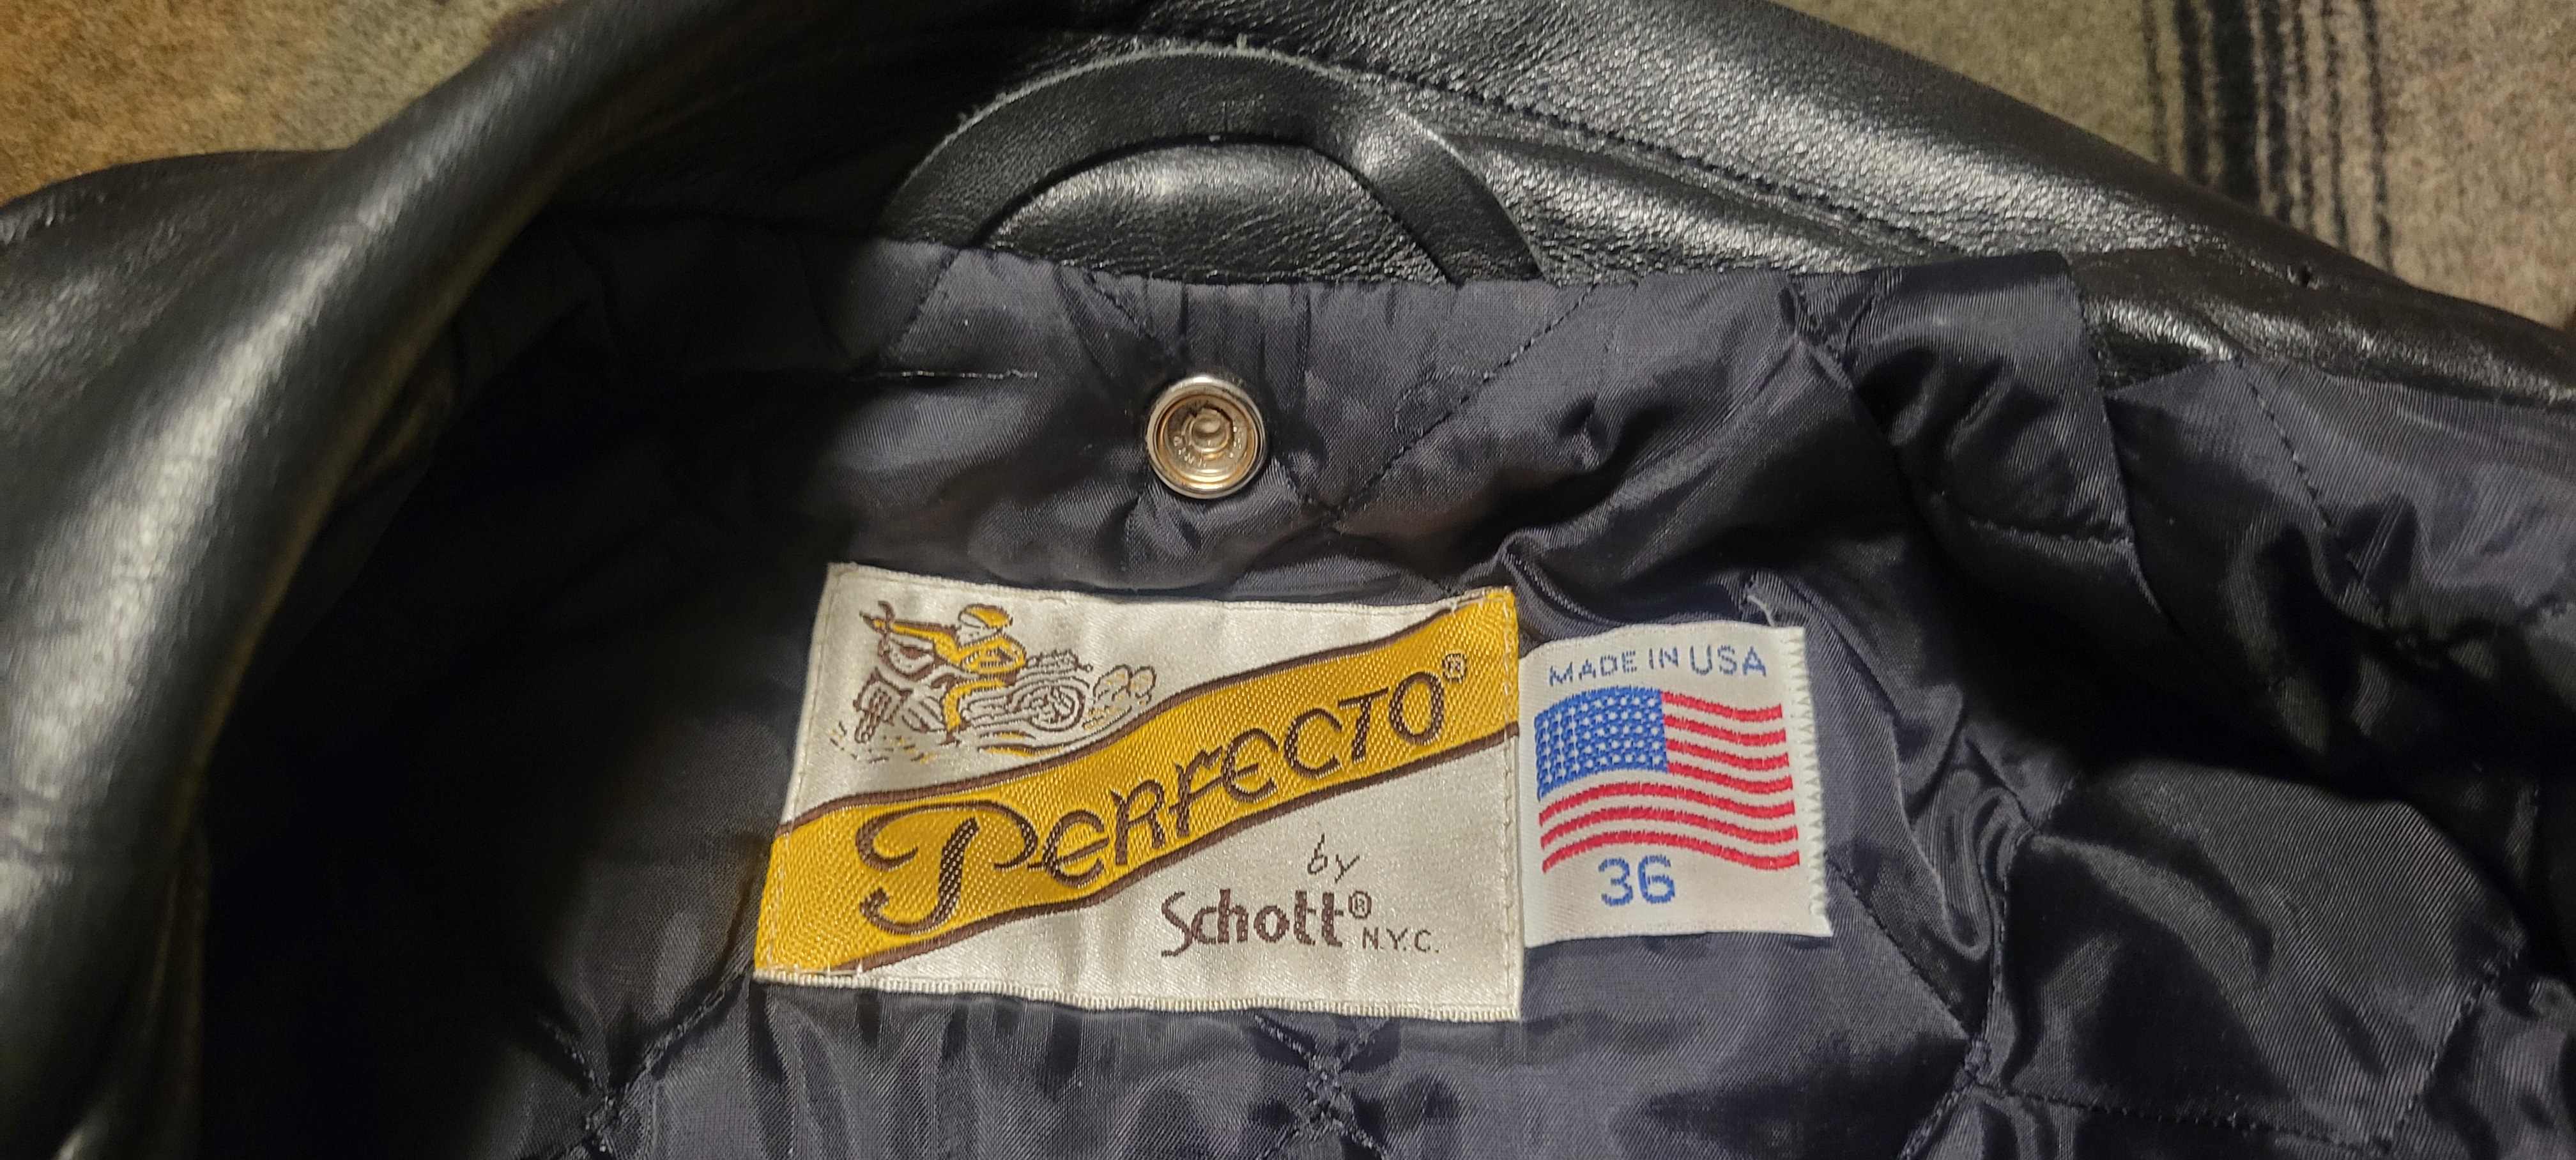 PERFECTO®
by
Schott®
N.Y.C.
MADE IN USA
36